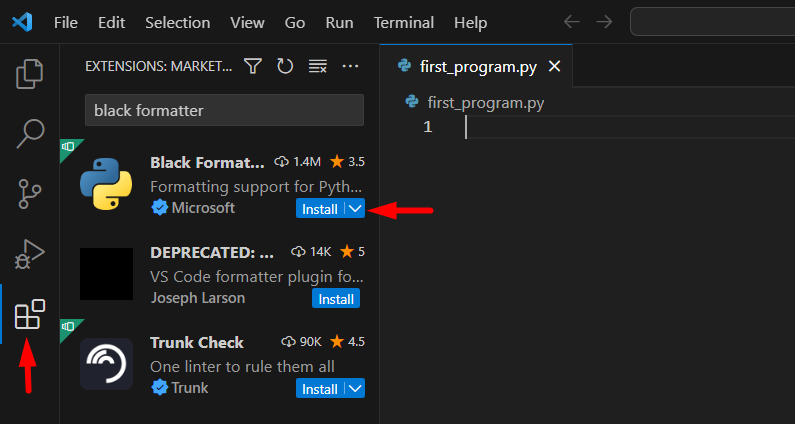 File Edit Selection View Go Run Terminal Help
EXTENSIONS: MARKET...
first_program.py
black formatter
first_program.py
1
Black Format... 1.4M 3.5
Formatting support for Pyth...
Microsoft Install
DEPRECATED: ... 14K 5
VS Code formatter plugin fo...
Joseph Larson Install
Trunk Check 90K 4.5
One linter to rule them all
Trunk Install